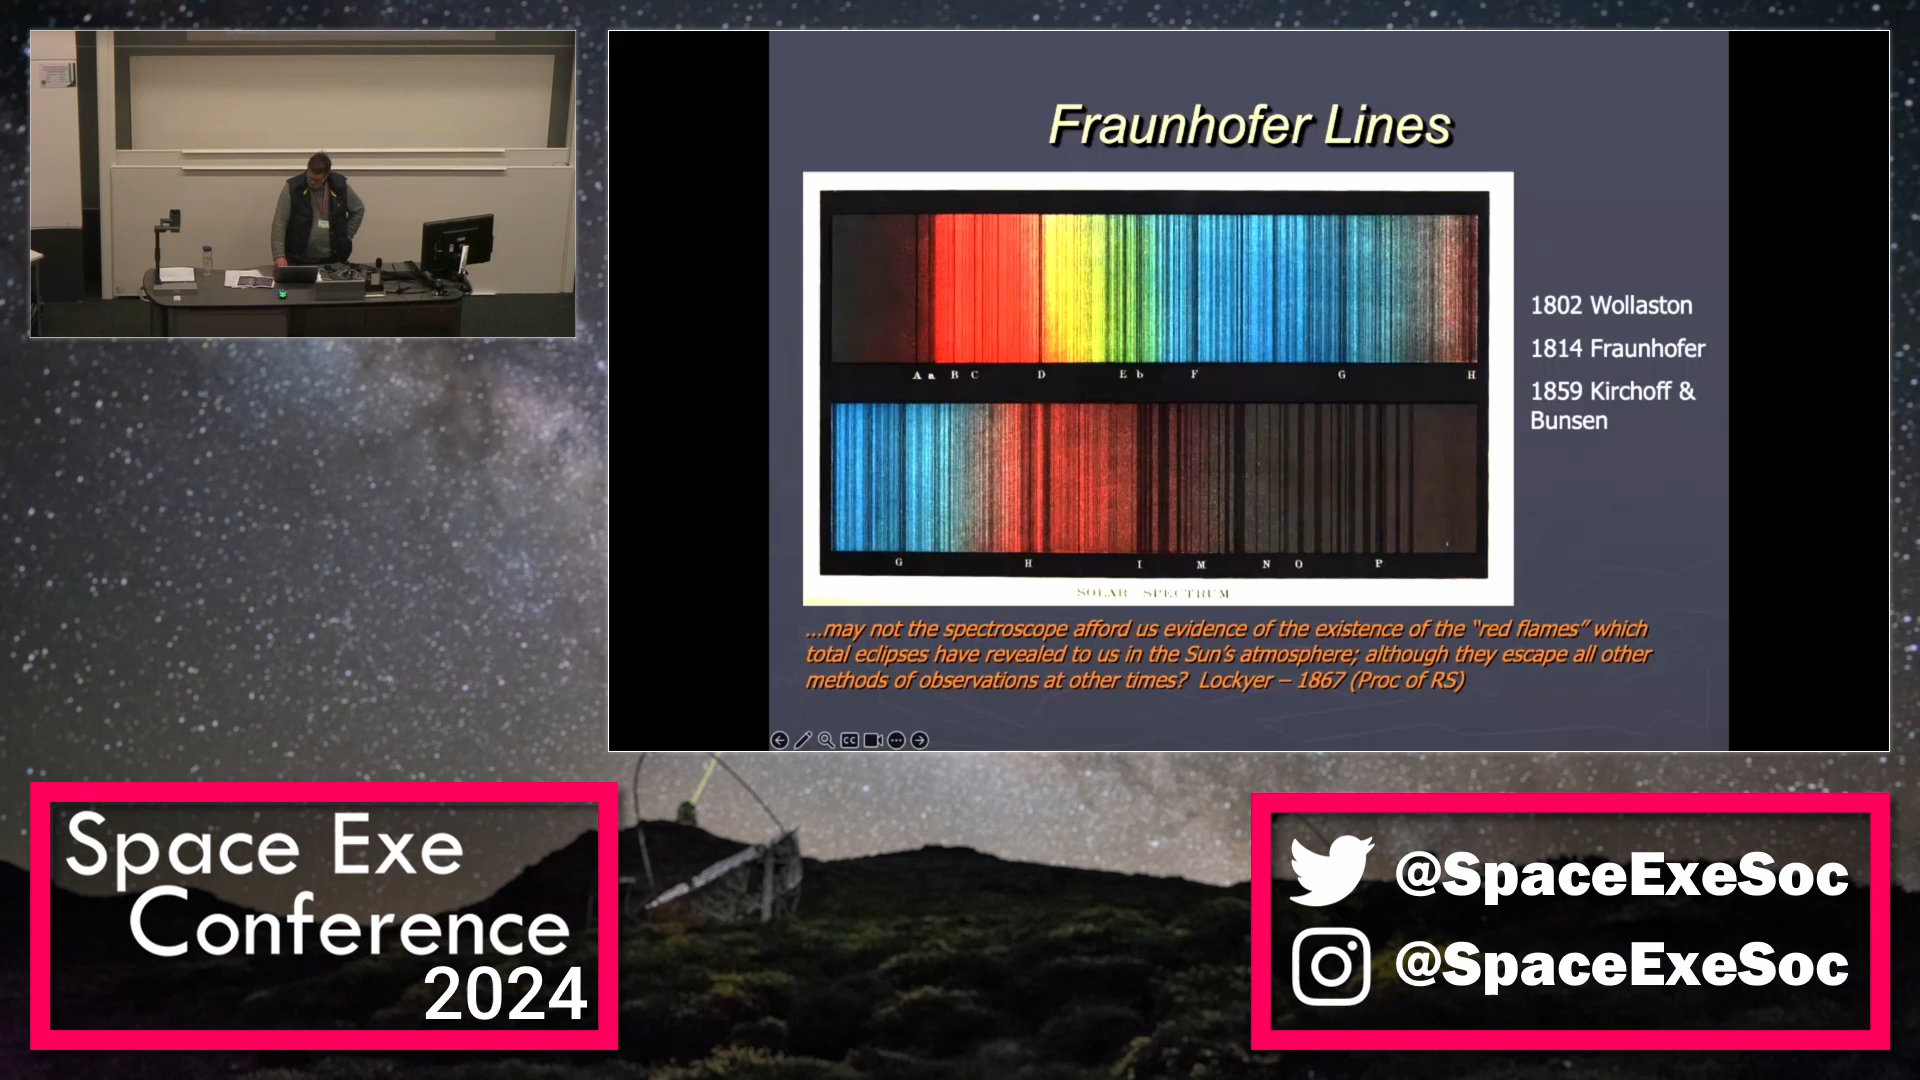 Fraunhofer Lines
A a B C D E b F G H
G H I M N O P
SOLAR SPECTRUM
1802 Wollaston
1814 Fraunhofer
1859 Kirchoff &
Bunsen
...may not the spectroscope afford us evidence of the existence of the “red flames” which
total eclipses have revealed to us in the Sun’s atmosphere; although they escape all other
methods of observations at other times? Lockyer – 1867 (Proc of RS)
CC
Space Exe
Conference
2024
@SpaceExeSoc
@SpaceExeSoc